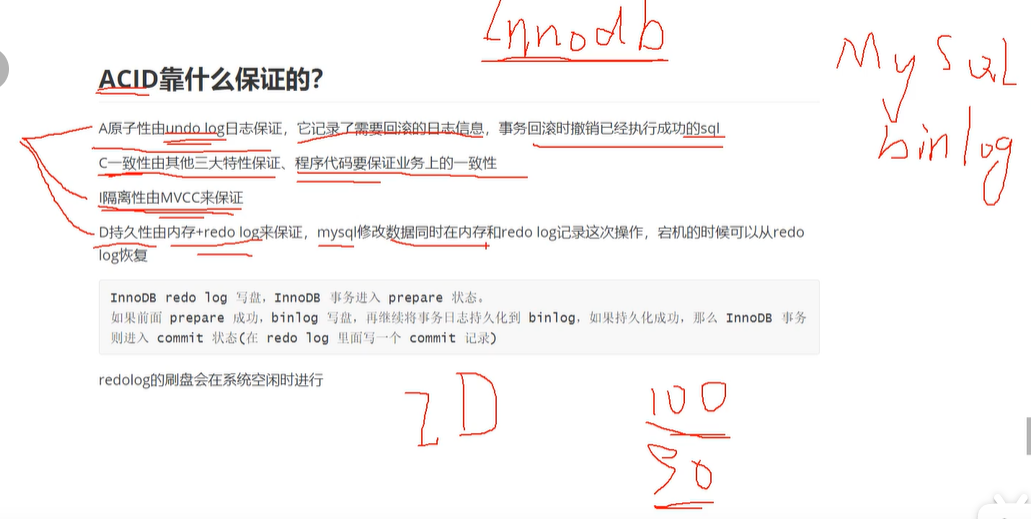 Innodb
MySQL
binlog
ACID靠什么保证的?
A原子性由undo log日志保证，它记录了需要回滚的日志信息，事务回滚时撤销已经执行成功的sql
C一致性由其他三大特性保证、程序代码要保证业务上的一致性
I隔离性由MVCC来保证
D持久性由内存+redo log来保证，mysql修改数据同时在内存和redo log记录这次操作，宕机的时候可以从redo
log恢复
InnoDB redo log 写盘，InnoDB 事务进入 prepare 状态。
如果前面 prepare 成功，binlog 写盘，再继续将事务日志持久化到 binlog，如果持久化成功，那么 InnoDB 事务
则进入 commit 状态(在 redo log 里面写一个 commit 记录)
redolog的刷盘会在系统空闲时进行
ID
100
50